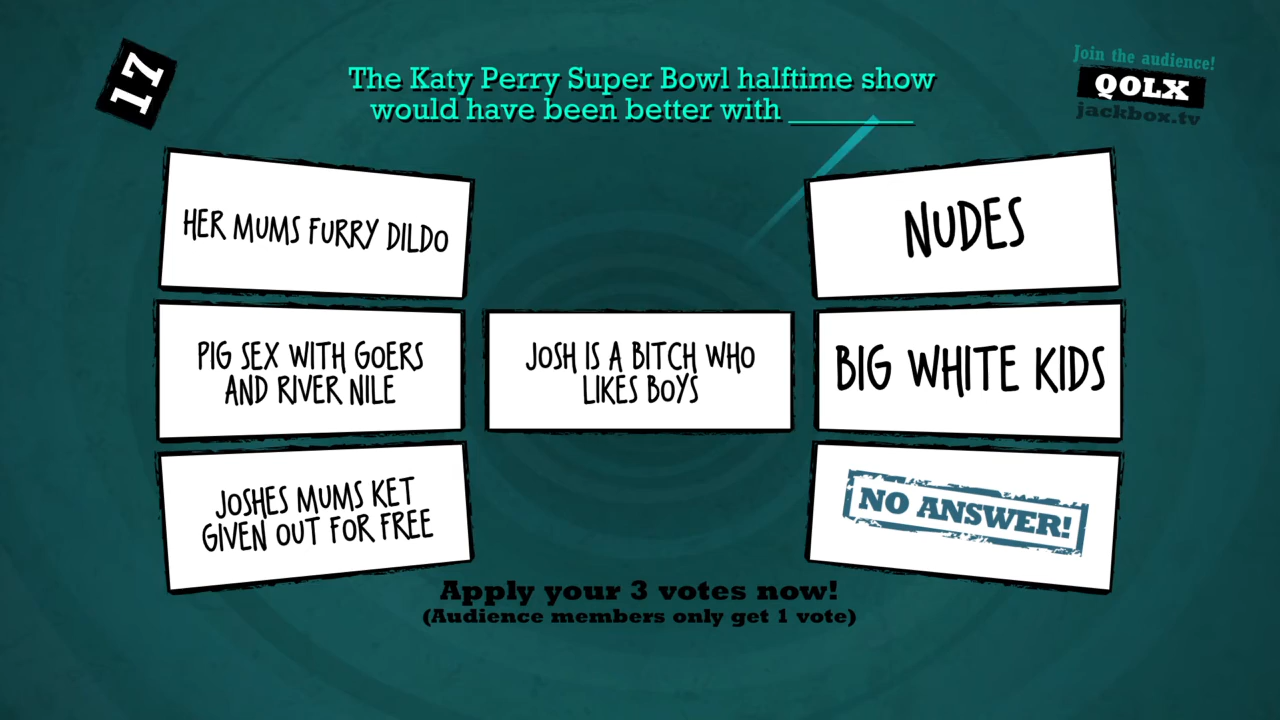 17
The Katy Perry Super Bowl halftime show
would have been better with _________
Join the audience!
QOLX
jackbox.tv
HER MUMS FURRY DILDO
NUDES
PIG SEX WITH GOERS
AND RIVER NILE
JOSH IS A BITCH WHO
LIKES BOYS
BIG WHITE KIDS
JOSHES MUMS KET
GIVEN OUT FOR FREE
NO ANSWER!
Apply your 3 votes now!
(Audience members only get 1 vote)